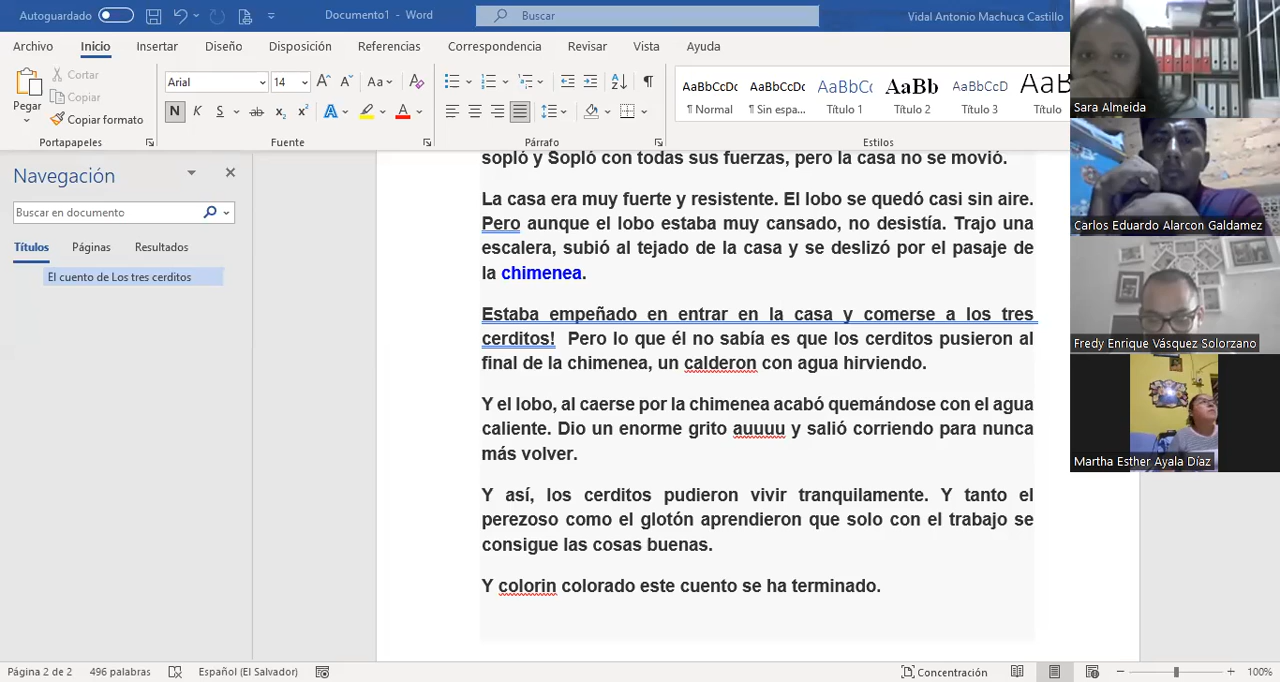 Autoguardado
Documento1 - Word
Buscar
Vidal Antonio Machuca Castillo
Archivo Inicio Insertar Diseño Disposición Referencias Correspondencia Revisar Vista Ayuda
Pegar
Cortar
Copiar
Copiar formato
Portapapeles
Arial 14
N K S ab x₂ x²
Fuente
Párrafo
AaBbCcDc AaBbCcDc AaBbCc AaBb AaBbCcD AaB
¶ Normal ¶ Sin espa... Título 1 Título 2 Título 3 Título
Estilos
Navegación
Buscar en documento
Títulos Páginas Resultados
El cuento de Los tres cerditos
sopló y Sopló con todas sus fuerzas, pero la casa no se movió.
La casa era muy fuerte y resistente. El lobo se quedó casi sin aire.
Pero aunque el lobo estaba muy cansado, no desistía. Trajo una
escalera, subió al tejado de la casa y se deslizó por el pasaje de
la chimenea.
Estaba empeñado en entrar en la casa y comerse a los tres
cerditos! Pero lo que él no sabía es que los cerditos pusieron al
final de la chimenea, un calderon con agua hirviendo.
Y el lobo, al caerse por la chimenea acabó quemándose con el agua
caliente. Dio un enorme grito auuuu y salió corriendo para nunca
más volver.
Y así, los cerditos pudieron vivir tranquilamente. Y tanto el
perezoso como el glotón aprendieron que solo con el trabajo se
consigue las cosas buenas.
Y colorin colorado este cuento se ha terminado.
Sara Almeida
Carlos Eduardo Alarcon Galdamez
Fredy Enrique Vásquez Solorzano
Martha Esther Ayala Díaz
Página 2 de 2 496 palabras Español (El Salvador) Concentración 100%